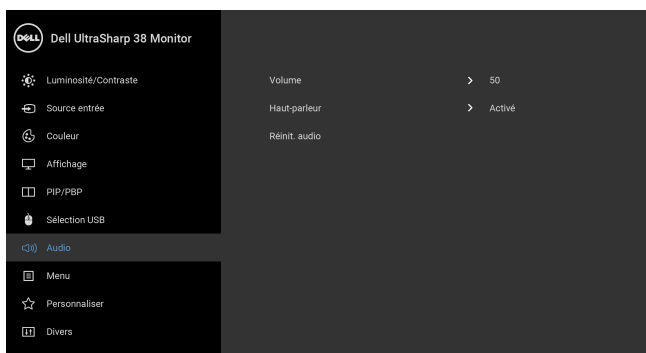 DELL Dell UltraSharp 38 Monitor
Luminosité/Contraste
Volume 50
Source entrée
Haut-parleur Activé
Couleur
Réinit. audio
Affichage
PIP/PBP
Sélection USB
Audio
Menu
Personnaliser
Divers